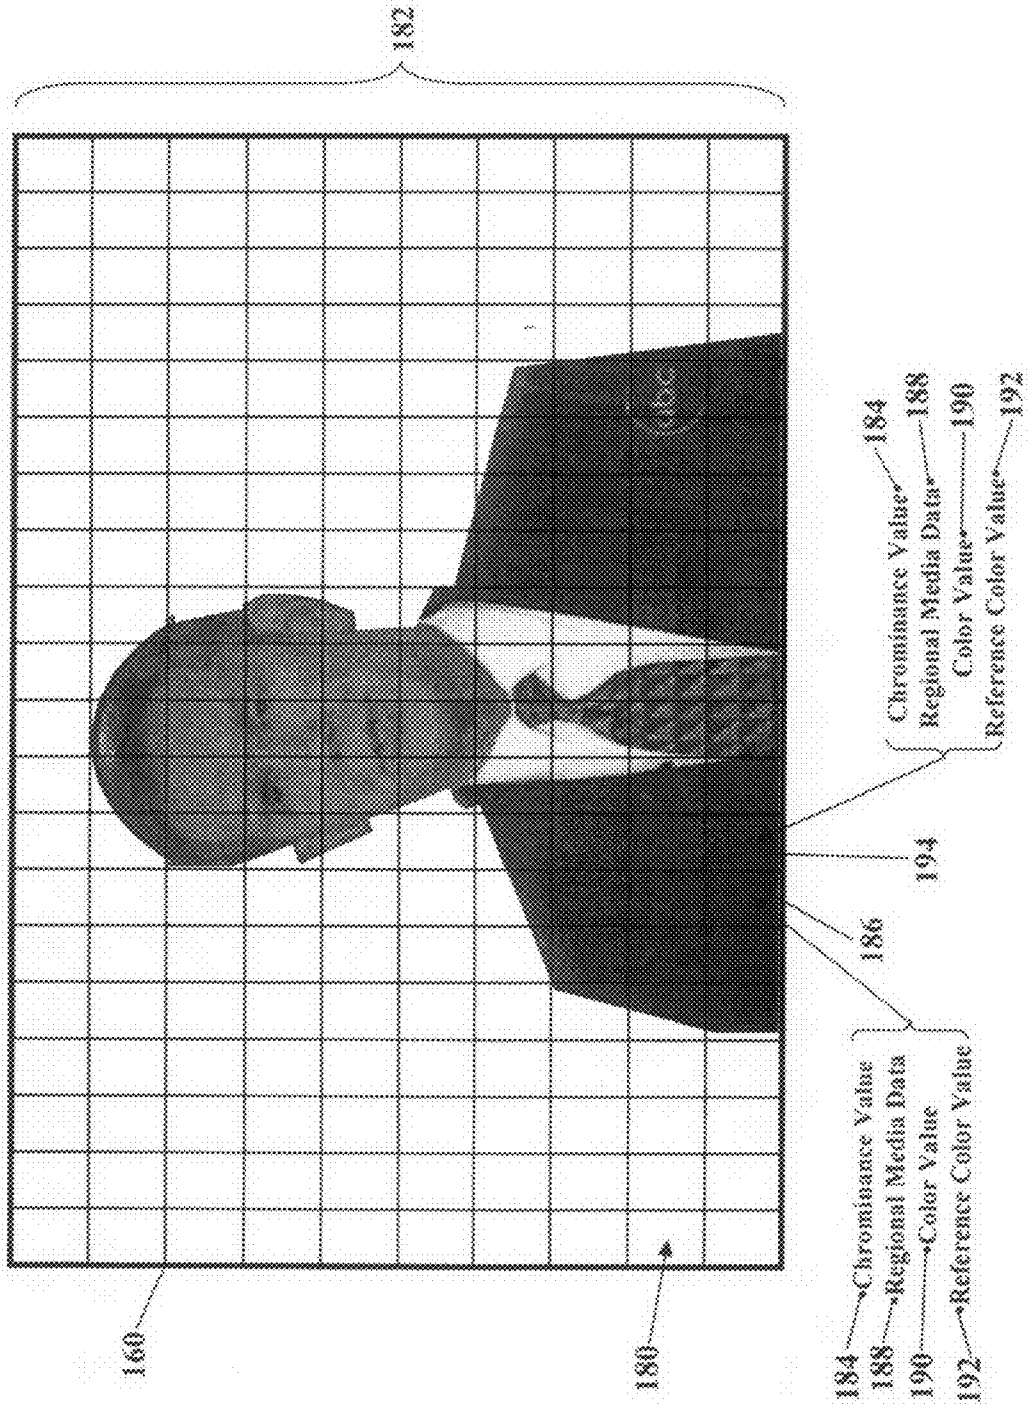 182
160
180
184 Chrominance Value
188 Regional Media Data
190 Color Value
192 Reference Color Value
186
194
Chrominance Value 184
Regional Media Data 188
Color Value 190
Reference Color Value 192